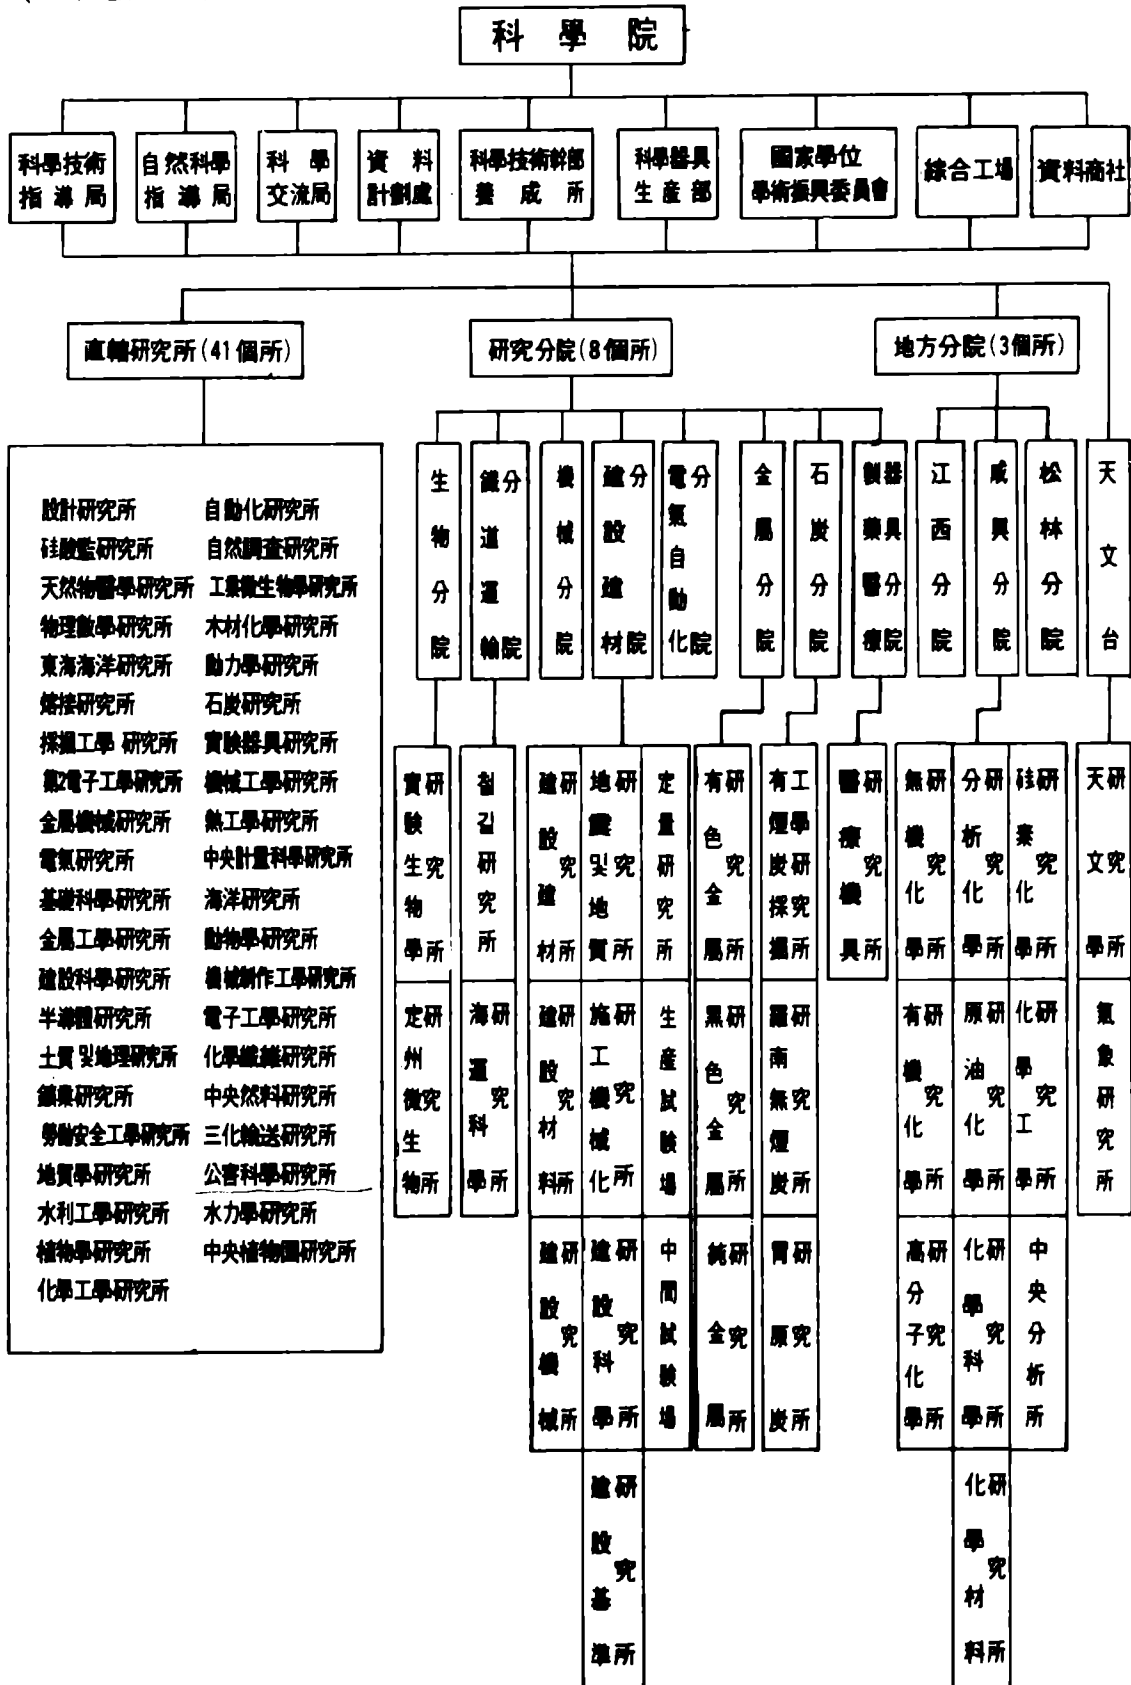 科學院
科學技術指導局
自然科學指導局
科學交流局
資料計劃處
科學技術幹部養成所
科學器具生産部
國家學位學術振興委員會
綜合工場
資料商社
直轄研究所(41個所)
研究分院(8個所)
地方分院(3個所)
設計研究所
自動化研究所
硅酸監研究所
自然調査研究所
天然物醫學研究所
工業微生物學研究所
物理數學研究所
木材化學研究所
東海海洋研究所
動力學研究所
熔接研究所
石炭研究所
採掘工學 研究所
實驗器具研究所
第2電子工學研究所
機械工學研究所
金屬機械研究所
熱工學研究所
電氣研究所
中央計量科學研究所
基礎科學研究所
海洋研究所
金屬工學研究所
動物學研究所
建設科學研究所
機械制作工學研究所
半導體研究所
電子工學研究所
土質 및 地理研究所
化學纖維研究所
鑛業研究所
中央然料研究所
勞動安全工學研究所
三化輸送研究所
地質學研究所
公害科學研究所
水利工學研究所
水力學研究所
植物學研究所
中央植物園研究所
化學工學研究所
生物分院
鐵道運輸分院
機械分院
建設建材分院
電氣自動化分院
金屬分院
石炭分院
製藥醫療器具分院
江西分院
咸興分院
松林分院
天文台
實驗生物學研究所
철길研究所
建設建材研究所
地震및地質研究所
定量研究所
有色金屬研究所
有煙炭採掘工學研究所
醫療機具研究所
無機化學研究所
分析化學研究所
硅素化學研究所
天文學研究所
定州微生物研究所
海運科學研究所
建設材料研究所
施工機械化研究所
生産試驗場
黑色金屬研究所
羅南無煙炭研究所
有機化學研究所
原油化學研究所
化學工學研究所
氣象研究所
建設機械研究所
建設科學研究所
中間試驗場
純金屬研究所
胃原炭研究所
高分子化學研究所
化學科學研究所
中央分析所
建設基準研究所
化學材料研究所